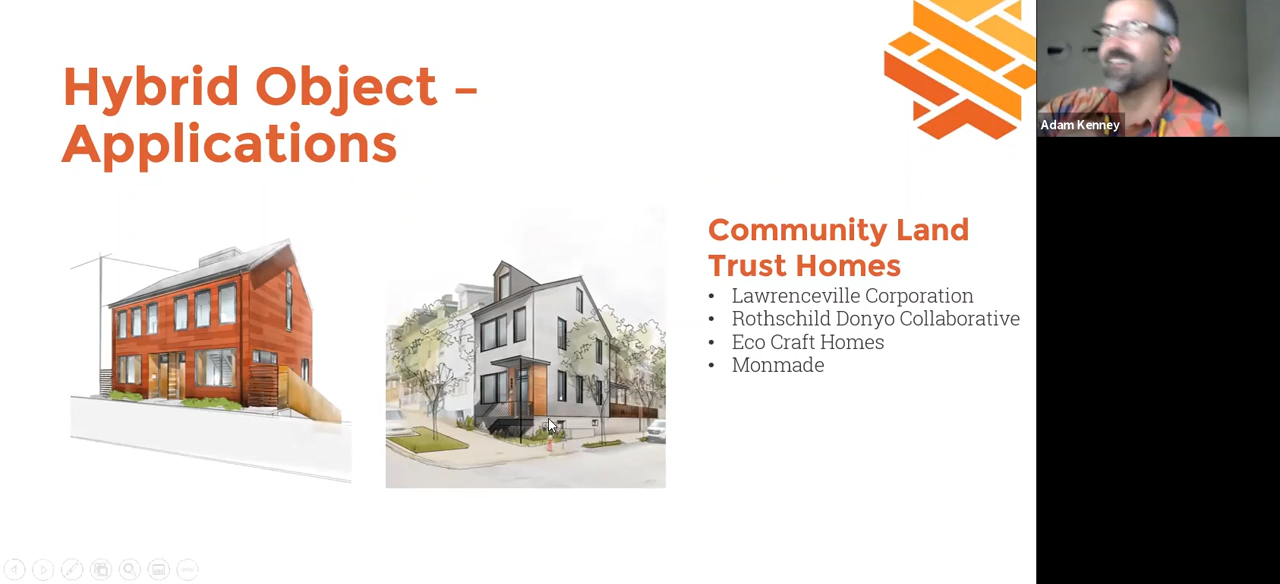 Hybrid Object –
Applications
Adam Kenney
Community Land
Trust Homes
• Lawrenceville Corporation
• Rothschild Donyo Collaborative
• Eco Craft Homes
• Monmade